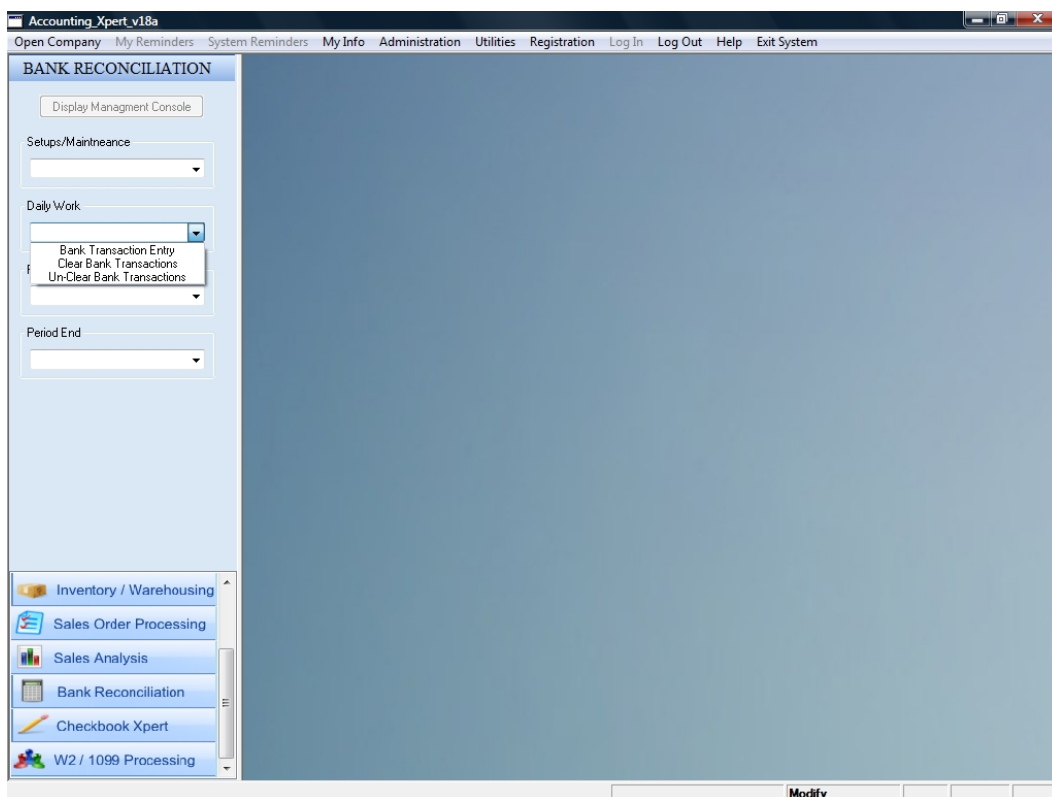 Accounting_Xpert_v18a
Open Company My Reminders System Reminders My Info Administration Utilities Registration Log In Log Out Help Exit System
BANK RECONCILIATION
Display Managment Console
Setups/Maintneance
Daily Work
Bank Transaction Entry
Clear Bank Transactions
Un-Clear Bank Transactions
Period End
Inventory / Warehousing
Sales Order Processing
Sales Analysis
Bank Reconciliation
Checkbook Xpert
W2 / 1099 Processing
Modify